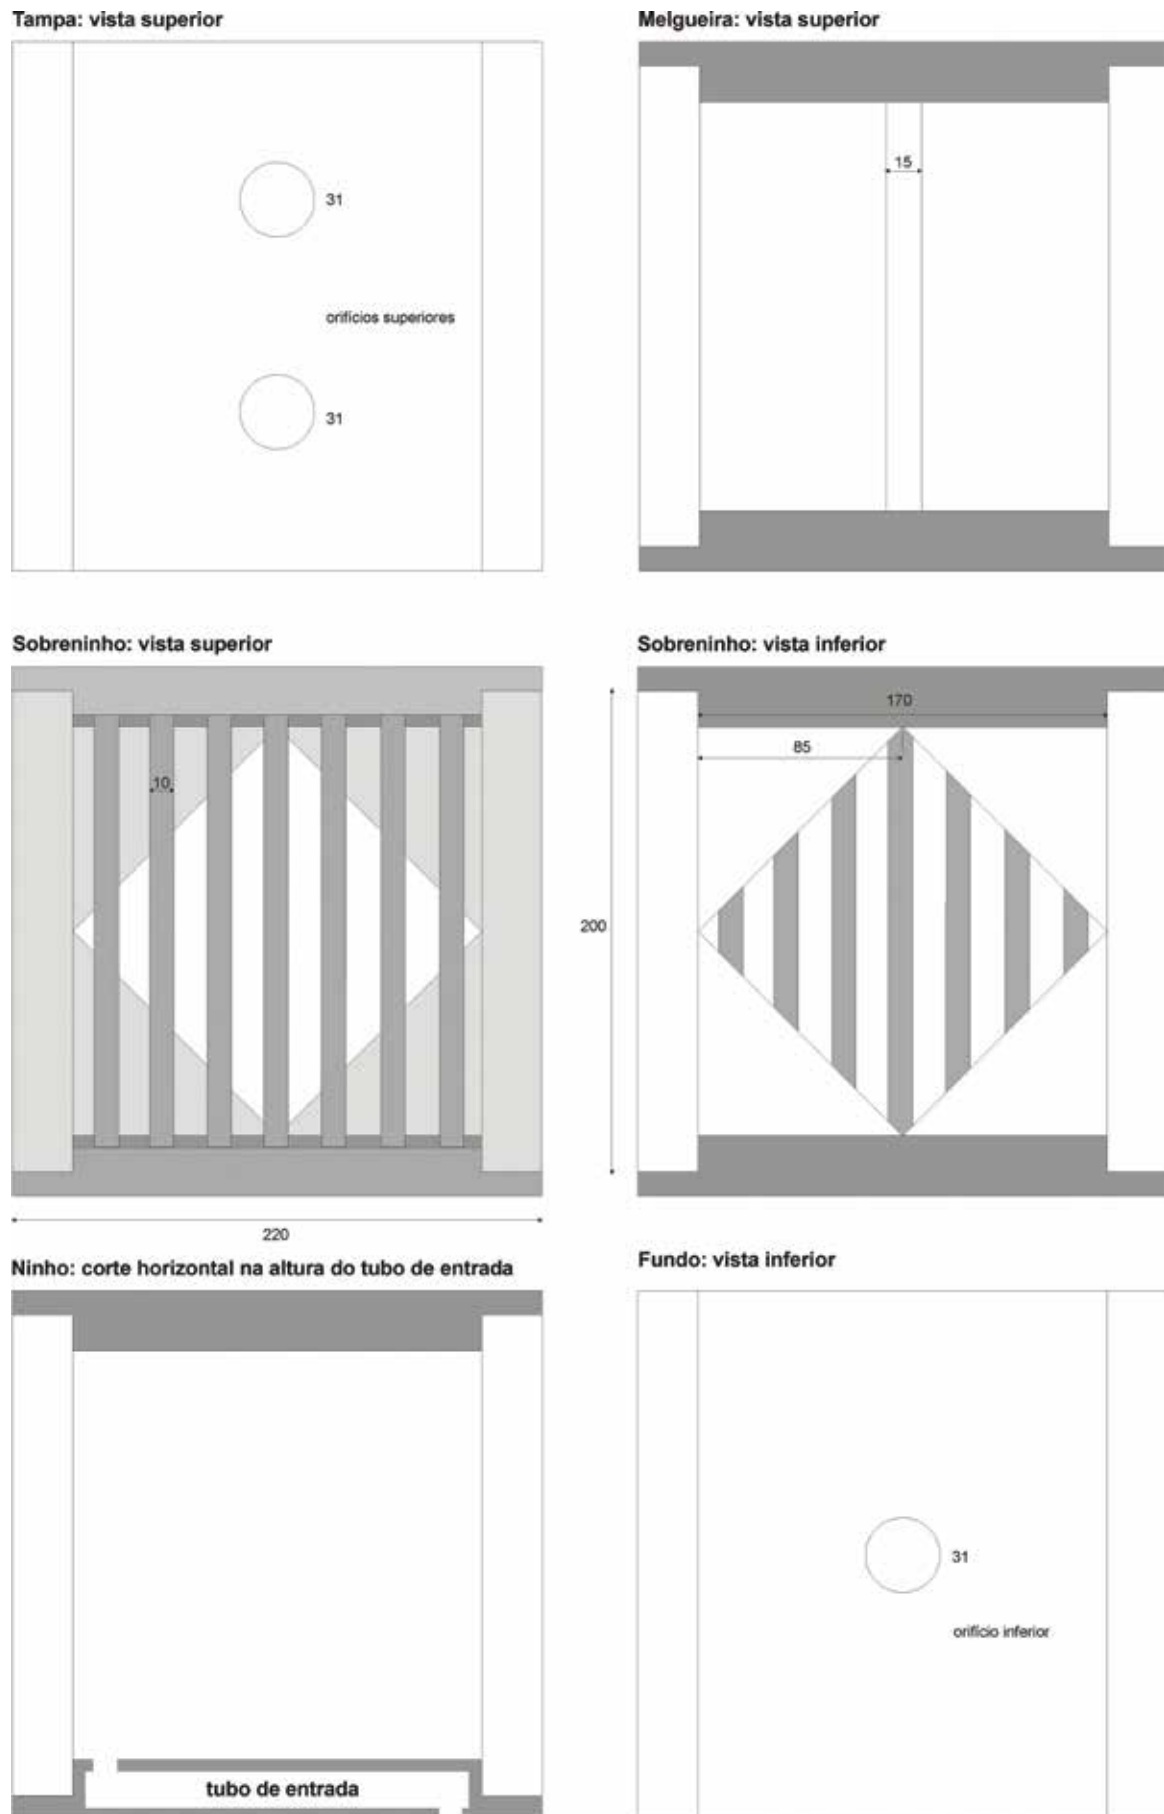 Tampa: vista superior
31
orifícios superiores
31
Melgueira: vista superior
15
Sobreninho: vista superior
10
220
Sobreninho: vista inferior
170
85
200
Ninho: corte horizontal na altura do tubo de entrada
tubo de entrada
Fundo: vista inferior
31
orifício inferior